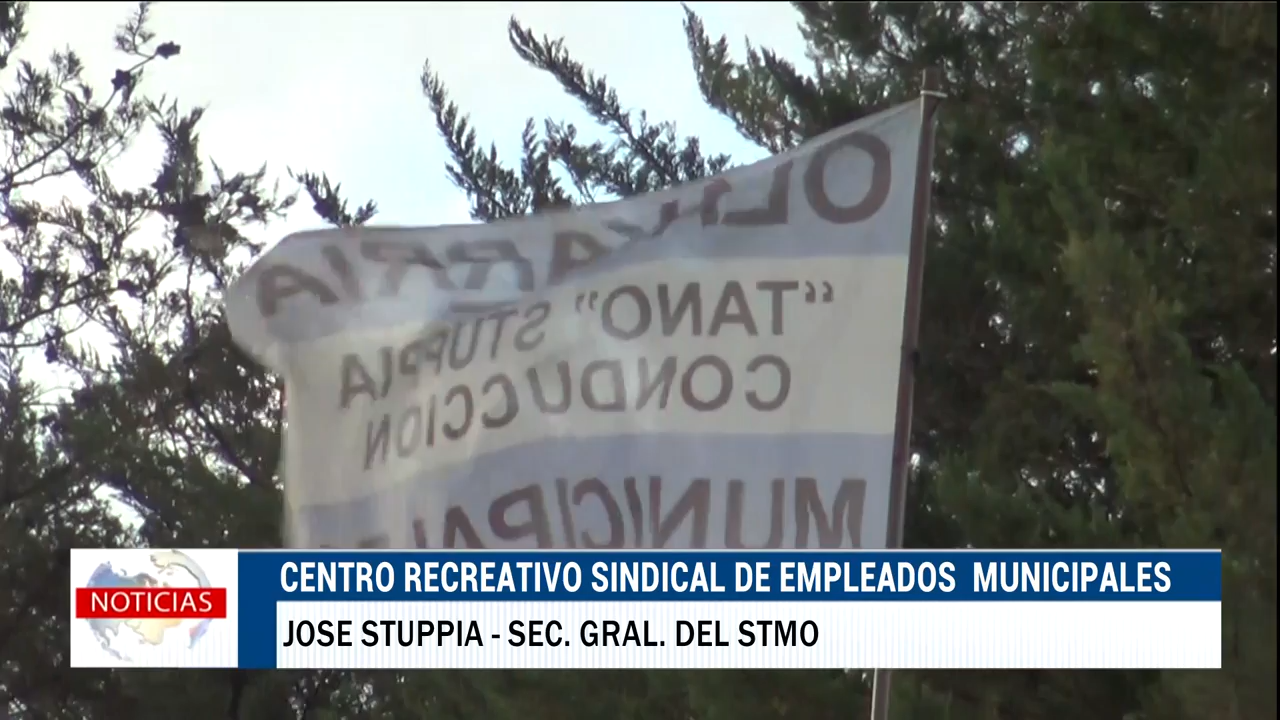 OLAVARRIA
“TANO” STUPPIA
CONDUCCION
MUNICIPALES
NOTICIAS
CENTRO RECREATIVO SINDICAL DE EMPLEADOS MUNICIPALES
JOSE STUPPIA - SEC. GRAL. DEL STMO